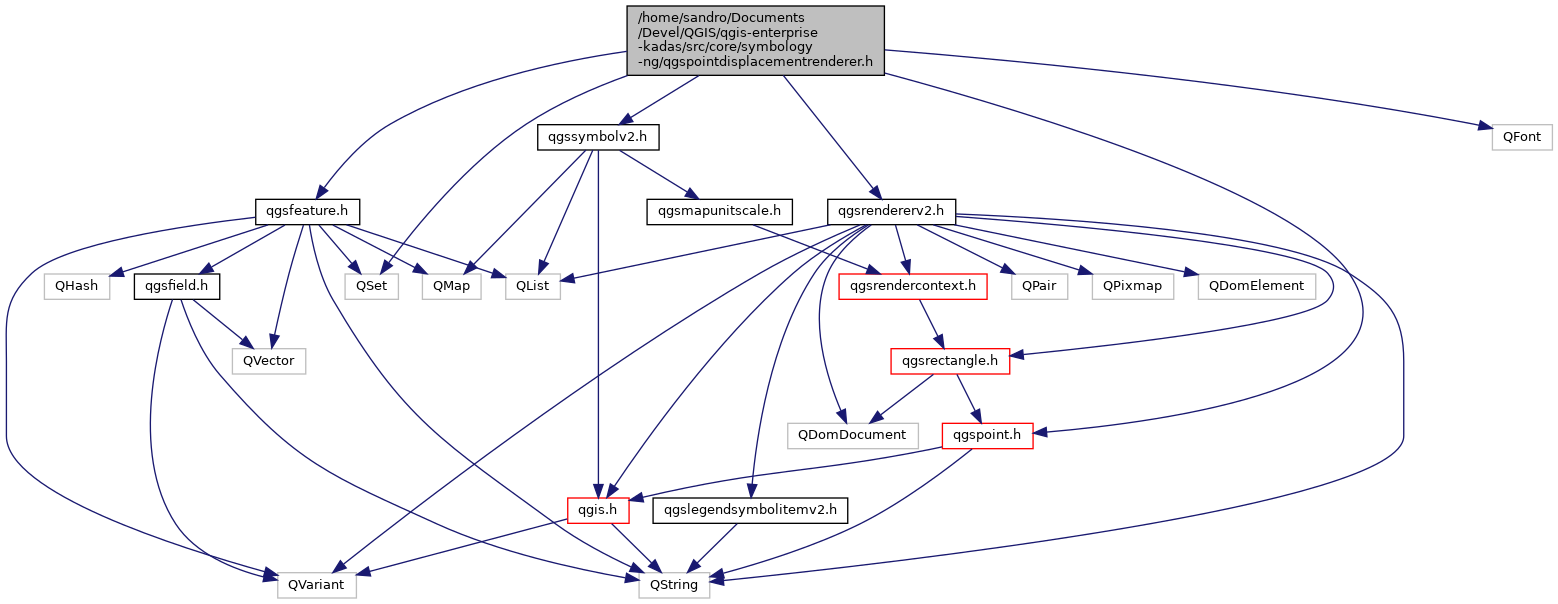 /home/sandro/Documents
/Devel/QGIS/qgis-enterprise
-kadas/src/core/symbology
-ng/qgspointdisplacementrenderer.h
qgssymbolv2.h
QFont
qgsfeature.h
qgsmapunitscale.h
qgsrendererv2.h
QHash
qgsfield.h
QSet
QMap
QList
qgsrendercontext.h
QPair
QPixmap
QDomElement
QVector
qgsrectangle.h
QDomDocument
qgspoint.h
qgis.h
qgslegendsymbolitemv2.h
QVariant
QString